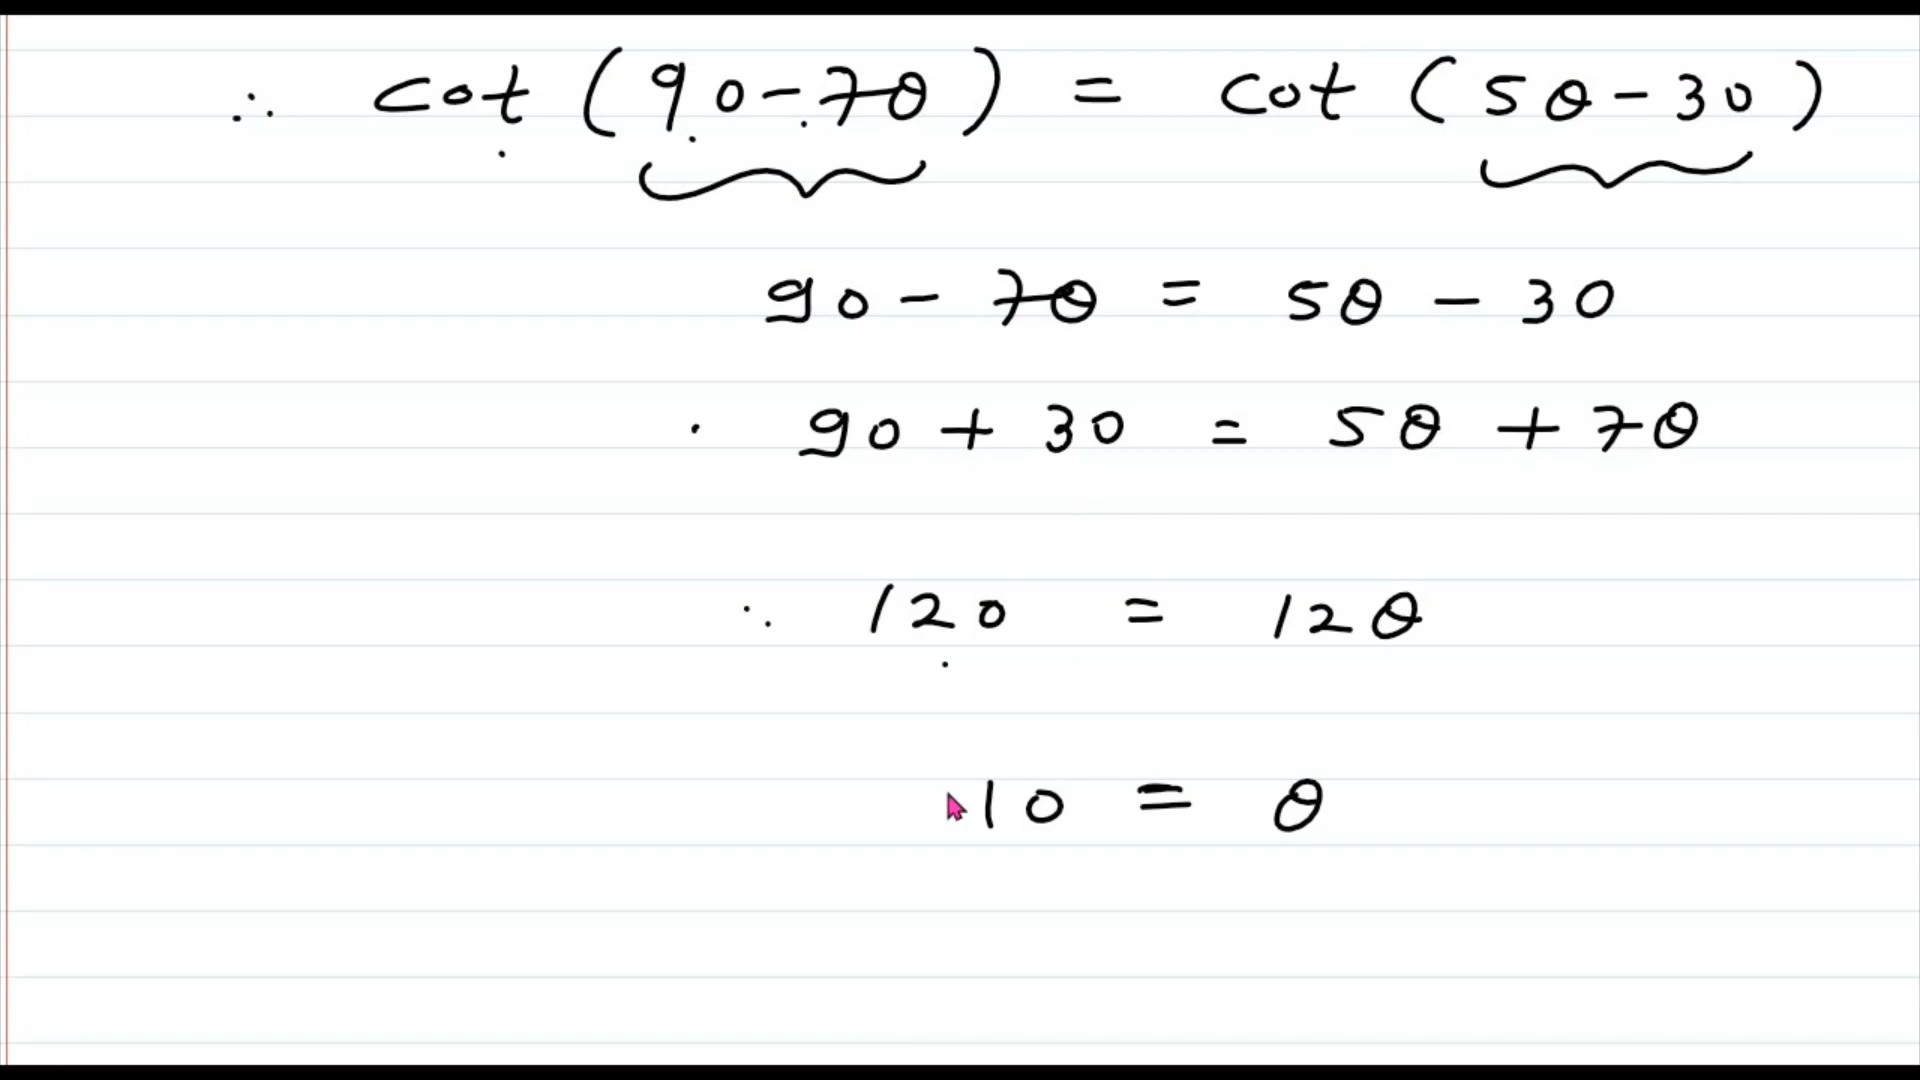 ∴ cot (90-7θ) = cot (5θ-30)
90 - 7θ = 5θ - 30
90 + 30 = 5θ + 7θ
∴ 120 = 12θ
10 = θ